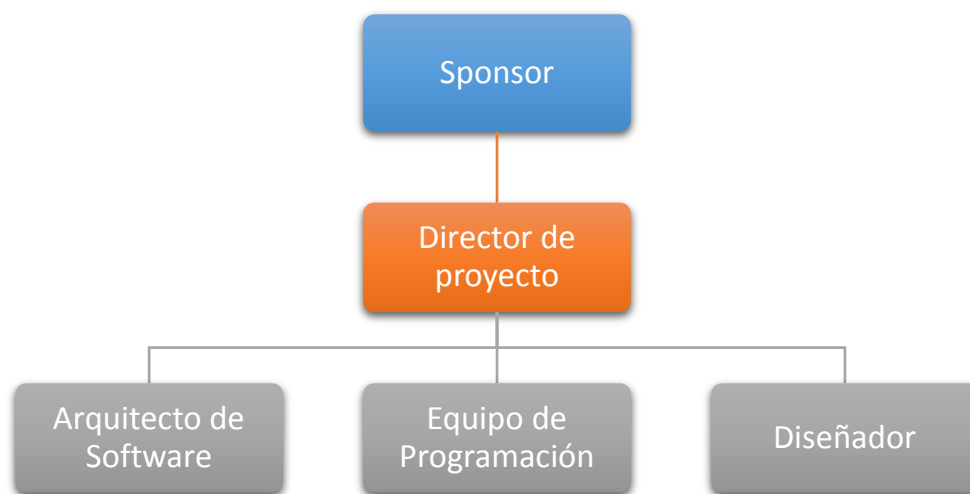 Sponsor
Director de
proyecto
Arquitecto de
Software
Equipo de
Programación
Diseñador